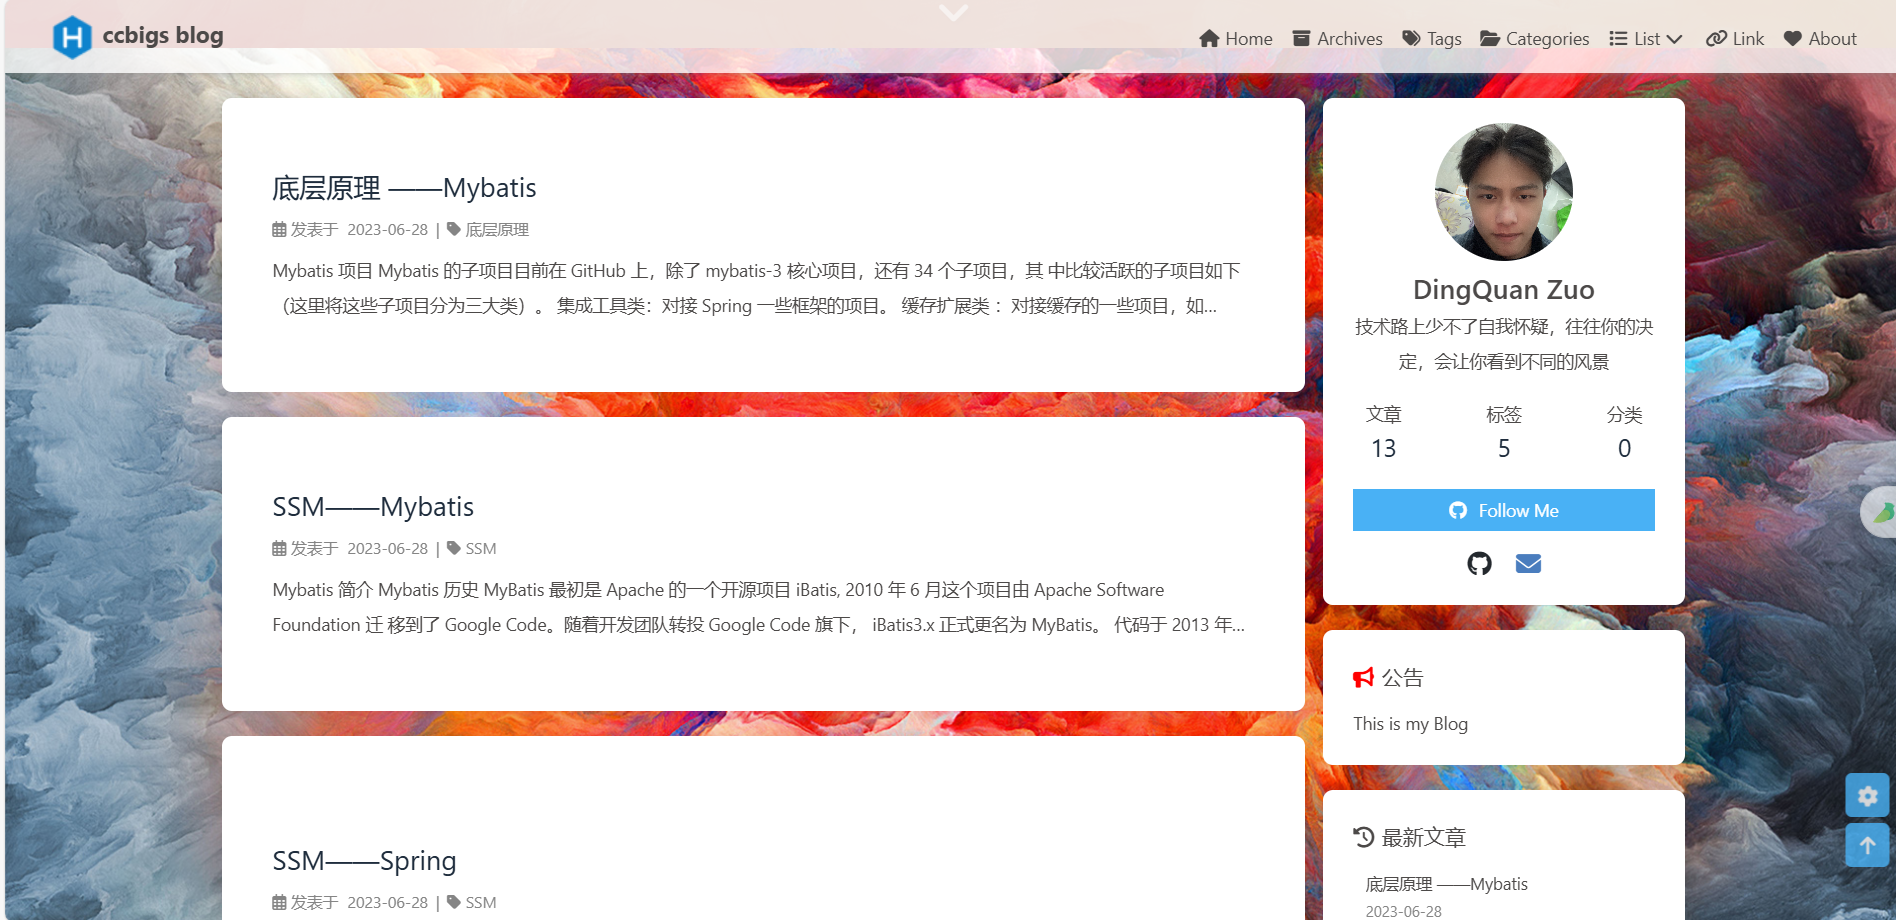 ccbigs blog
Home Archives Tags Categories List Link About
底层原理 ——Mybatis
发表于 2023-06-28 | 底层原理
Mybatis 项目 Mybatis 的子项目目前在 GitHub 上，除了 mybatis-3 核心项目，还有 34 个子项目，其 中比较活跃的子项目如下
（这里将这些子项目分为三大类）。 集成工具类：对接 Spring 一些框架的项目。 缓存扩展类： 对接缓存的一些项目，如...
SSM——Mybatis
发表于 2023-06-28 | SSM
Mybatis 简介 Mybatis 历史 MyBatis 最初是 Apache 的一个开源项目 iBatis, 2010 年 6 月这个项目由 Apache Software
Foundation 迁 移到了 Google Code。随着开发团队转投 Google Code 旗下， iBatis3.x 正式更名为 MyBatis。 代码于 2013 年...
SSM——Spring
发表于 2023-06-28 | SSM
DingQuan Zuo
技术路上少不了自我怀疑，往往你的决
定，会让你看到不同的风景
文章 标签 分类
13 5 0
Follow Me
公告
This is my Blog
最新文章
底层原理 ——Mybatis
2023-06-28